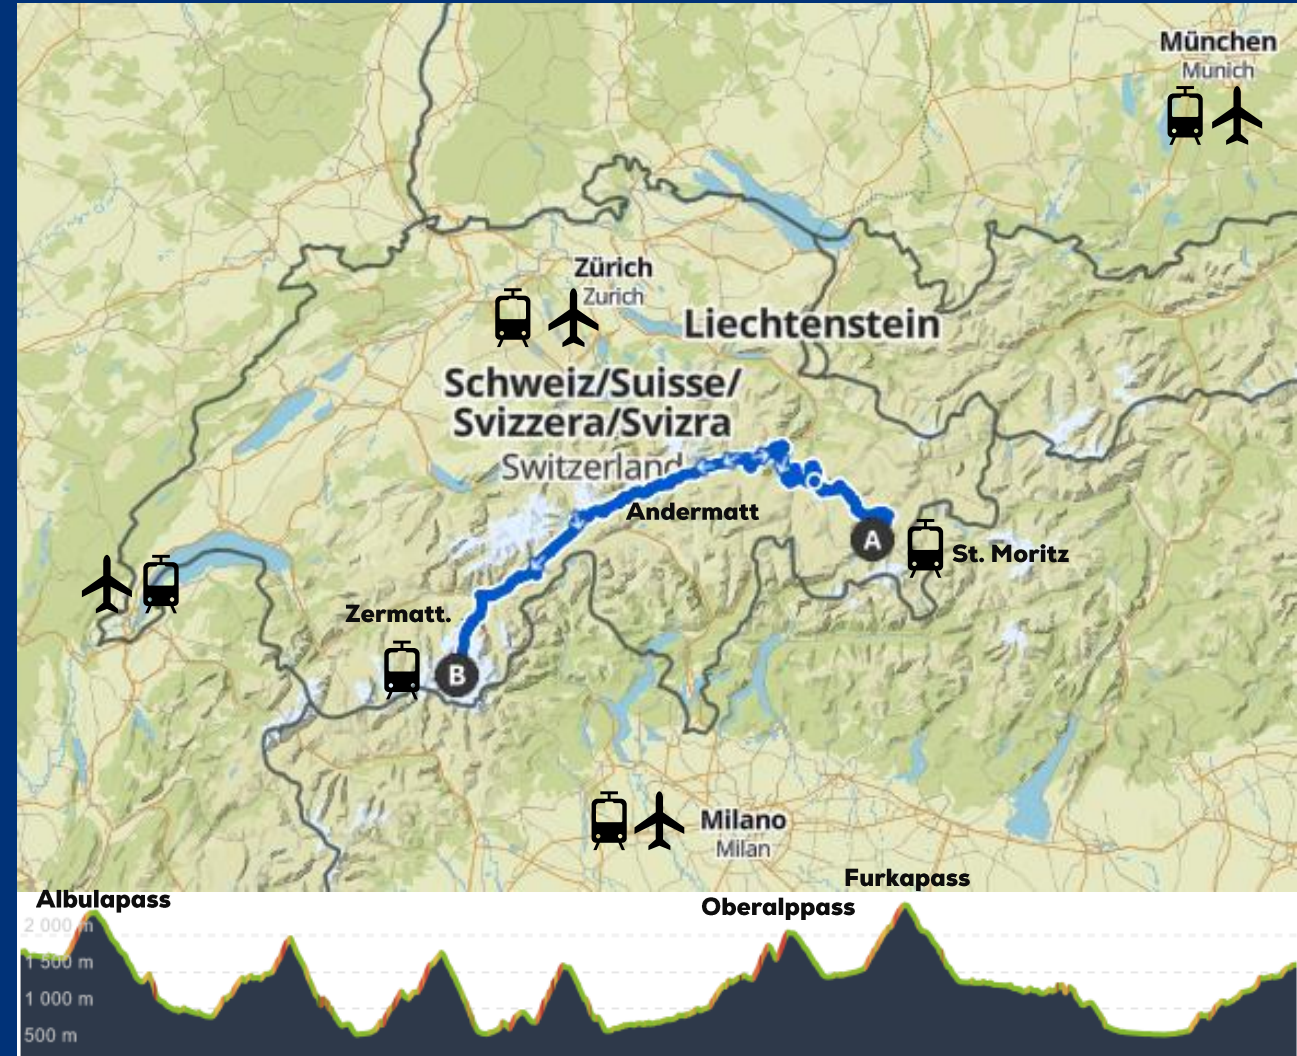 München
Munich
Zürich
Zurich
Liechtenstein
Schweiz/Suisse/
Svizzera/Svizra
Switzerland
Andermatt
A
St. Moritz
Zermatt.
B
Milano
Milan
Furkapass
Albulapass
Oberalppass
2 000 m
1 500 m
1 000 m
500 m